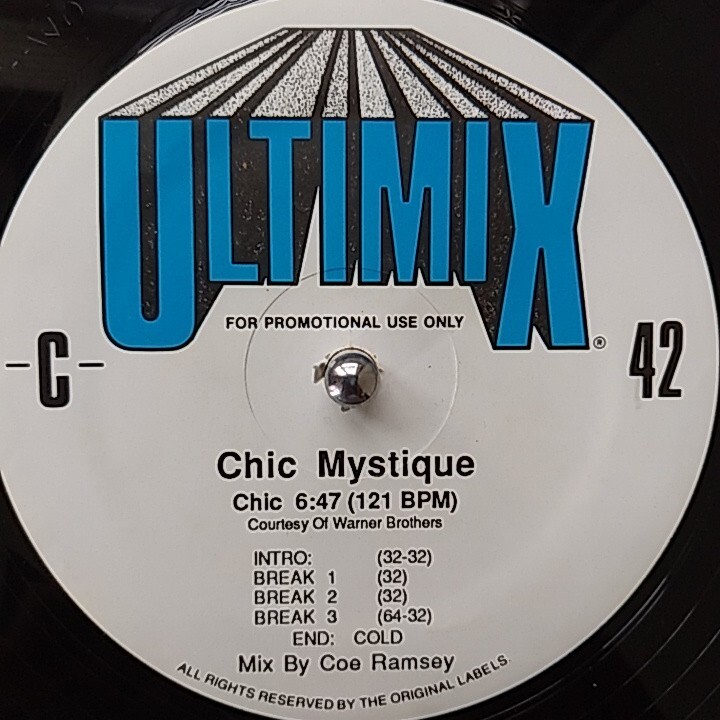 ULTIMIX®
FOR PROMOTIONAL USE ONLY
-C-
42
Chic Mystique
Chic 6:47 (121 BPM)
Courtesy Of Warner Brothers
INTRO: (32-32)
BREAK 1 (32)
BREAK 2 (32)
BREAK 3 (64-32)
END: COLD
Mix By Coe Ramsey
ALL RIGHTS RESERVED BY THE ORIGINAL LABELS.